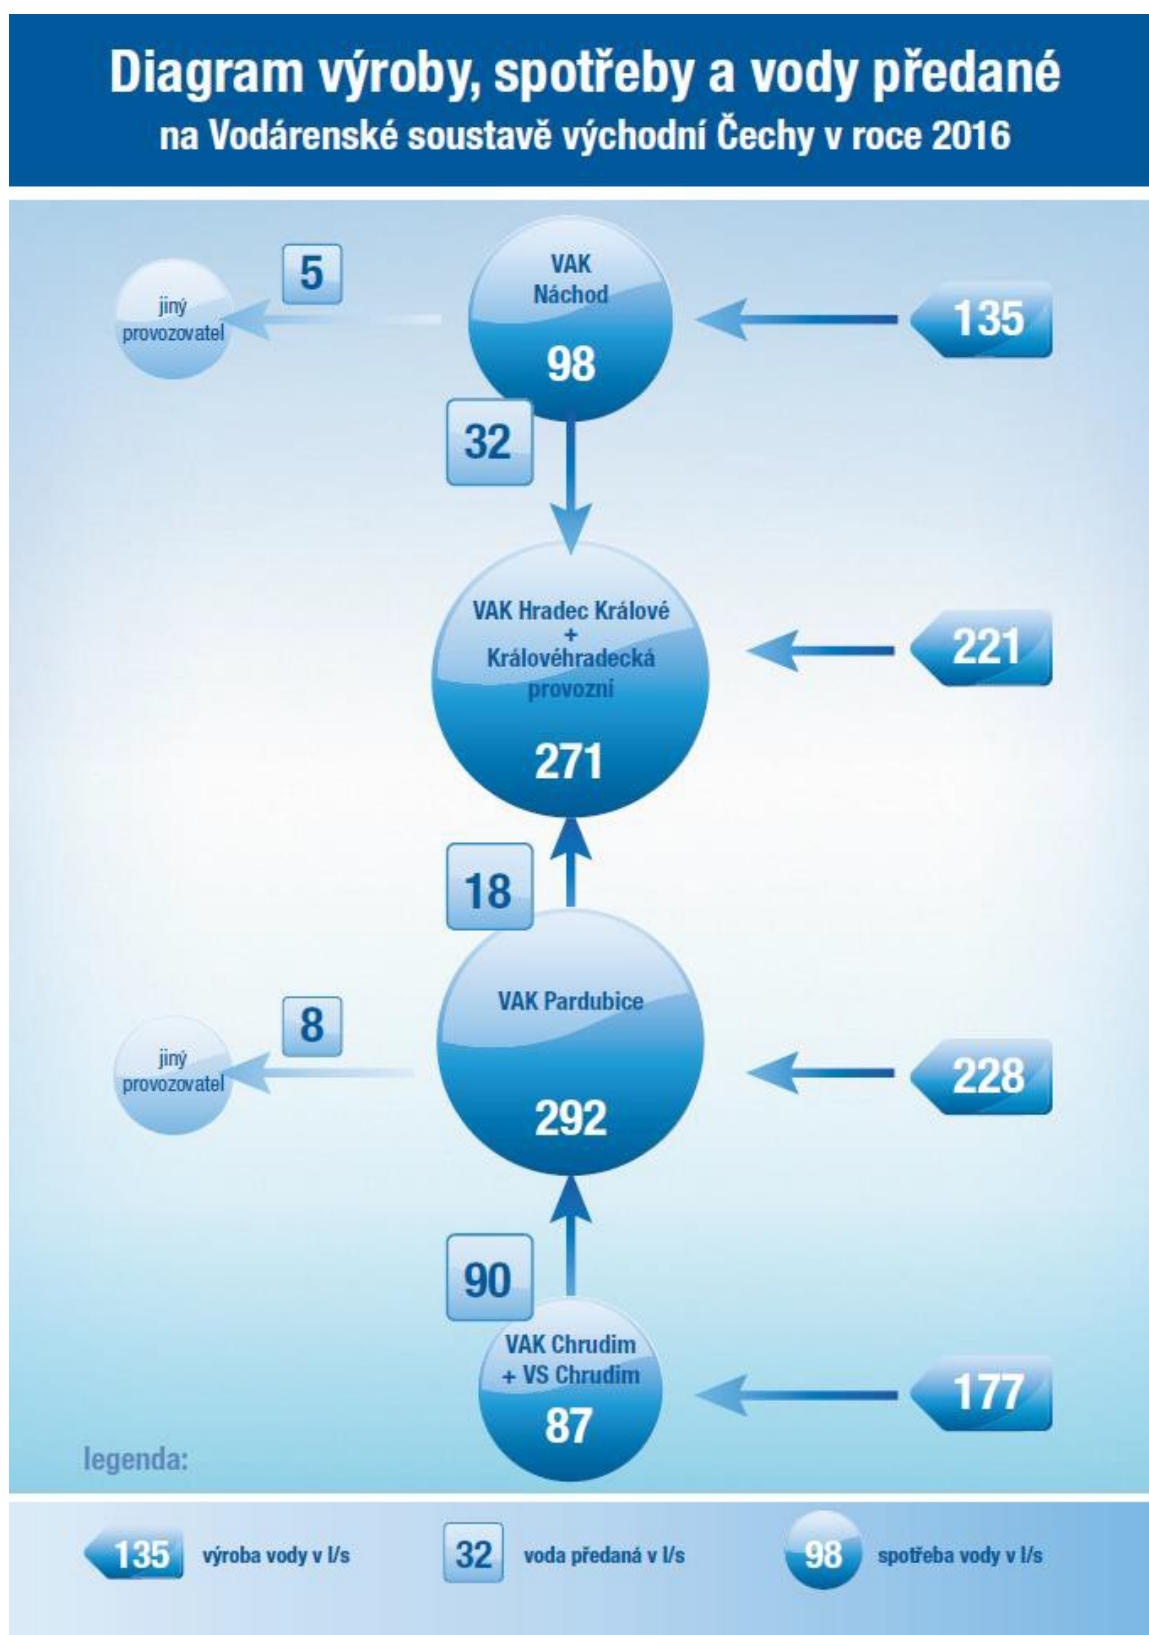 Diagram výroby, spotřeby a vody předané
na Vodárenské soustavě východní Čechy v roce 2016
VAK
Náchod
98
5
jiný
provozovatel
135
32
VAK Hradec Králové
+
Královéhradecká
provozní
271
221
18
VAK Pardubice
292
8
jiný
provozovatel
228
90
VAK Chrudim
+ VS Chrudim
87
177
legenda:
135 výroba vody v l/s
32 voda předaná v l/s
98 spotřeba vody v l/s